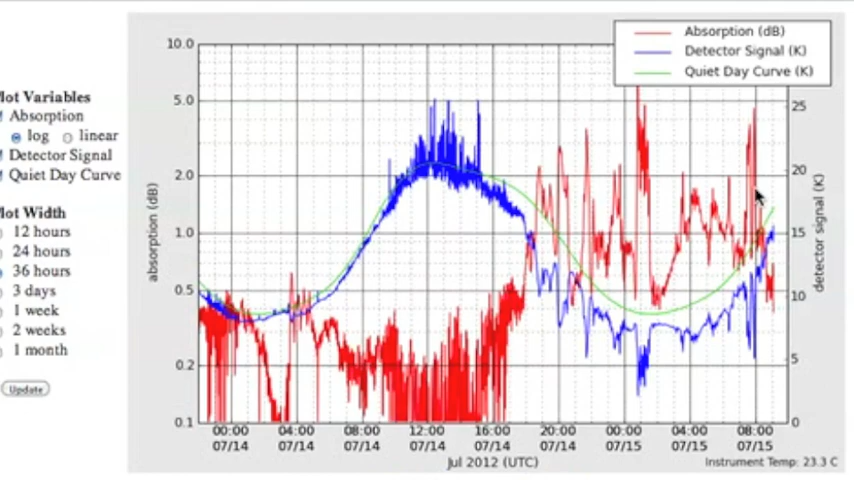 lot Variables
Absorption
log linear
Detector Signal
Quiet Day Curve
lot Width
12 hours
24 hours
36 hours
3 days
1 week
2 weeks
1 month
Update
Absorption (dB)
Detector Signal (K)
Quiet Day Curve (K)
absorption (dB)
10.0
5.0
2.0
1.0
0.5
0.2
0.1
25
20
15
10
5
0
detector signal (K)
00:00 04:00 08:00 12:00 16:00 20:00 00:00 04:00 08:00
07/14 07/14 07/14 07/14 07/14 07/14 07/15 07/15 07/15
Jul 2012 (UTC)
Instrument Temp: 23.3 C